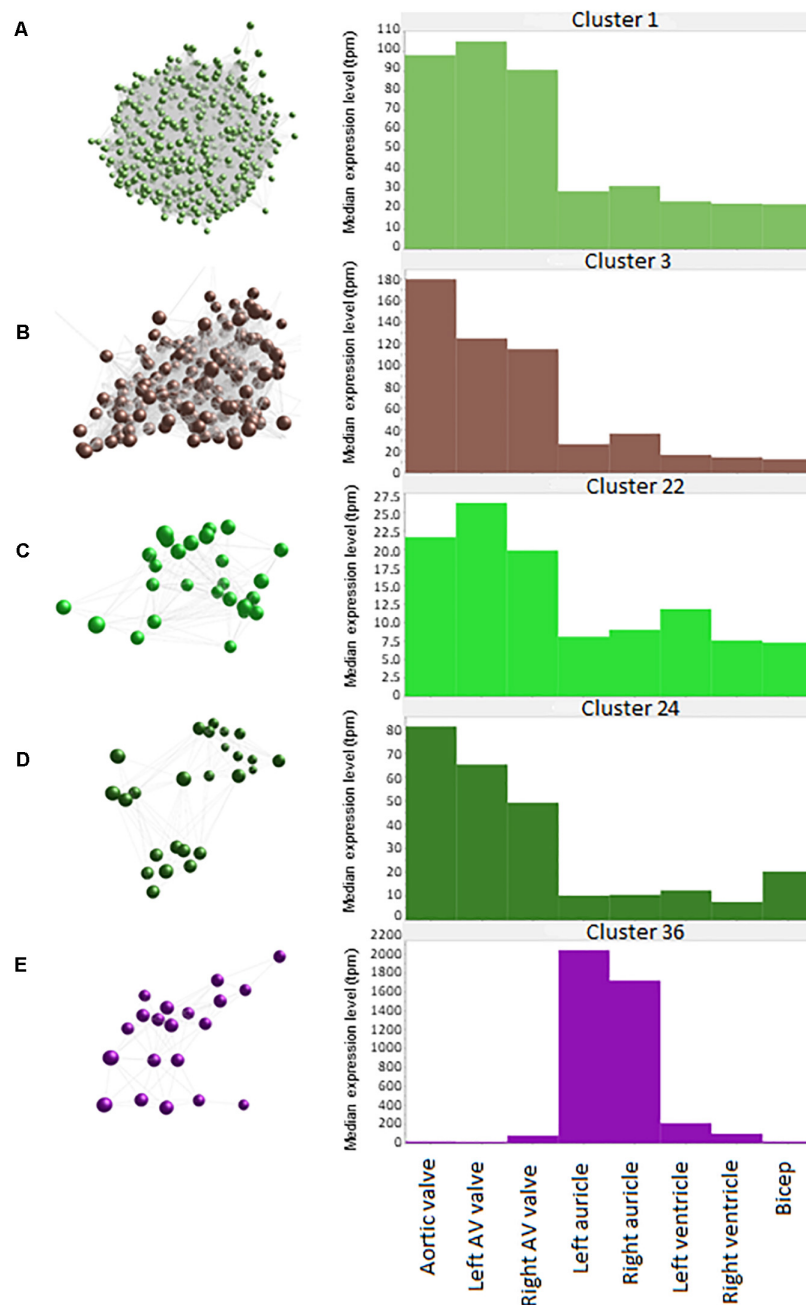 A
Cluster 1
Median expression level (tpm)
110
100
90
80
70
60
50
40
30
20
10
0
B
Cluster 3
Median expression level (tpm)
180
160
140
120
100
80
60
40
20
0
C
Cluster 22
Median expression level (tpm)
27.5
25.0
22.5
20.0
17.5
15.0
12.5
10.0
7.5
5.0
2.5
0
D
Cluster 24
Median expression level (tpm)
80
70
60
50
40
30
20
10
0
E
Cluster 36
Median expression level (tpm)
2200
2000
1800
1600
1400
1200
1000
800
600
400
200
0
Aortic valve
Left AV valve
Right AV valve
Left auricle
Right auricle
Left ventricle
Right ventricle
Bicep